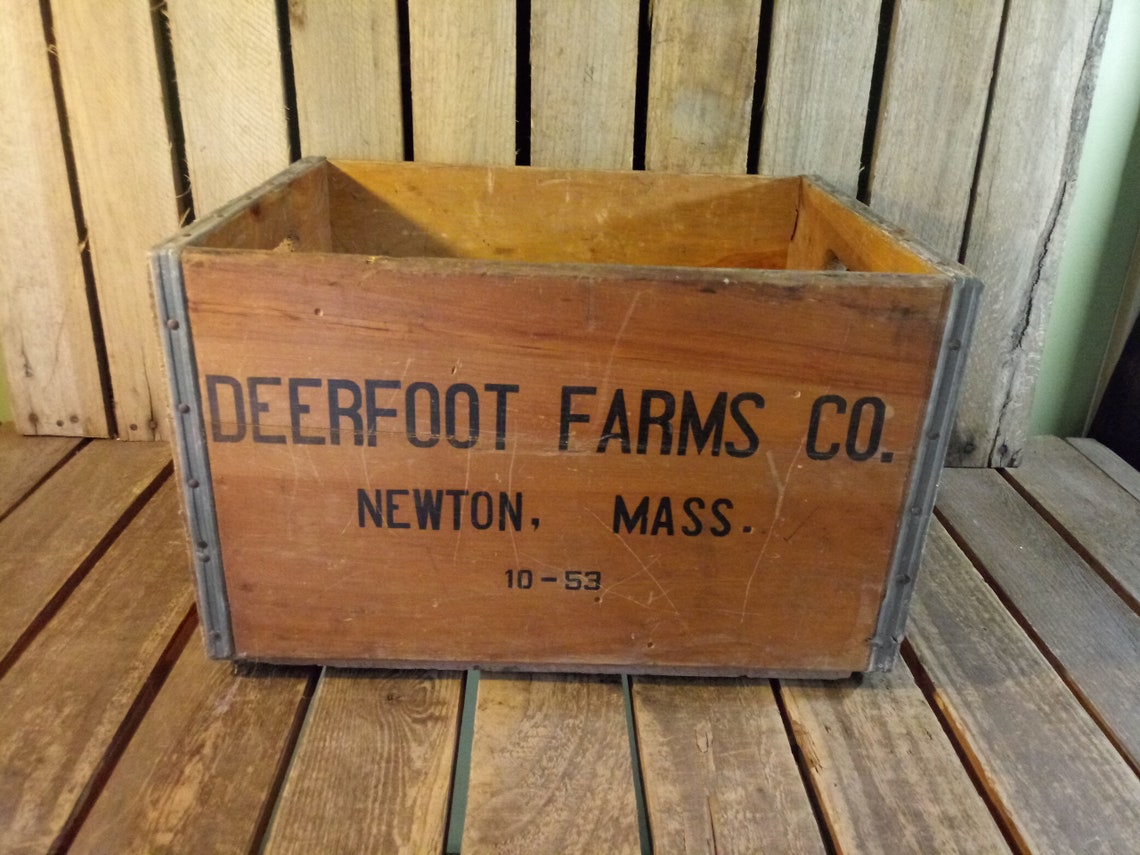 DEERFOOT FARMS CO.
NEWTON, MASS.
10-53